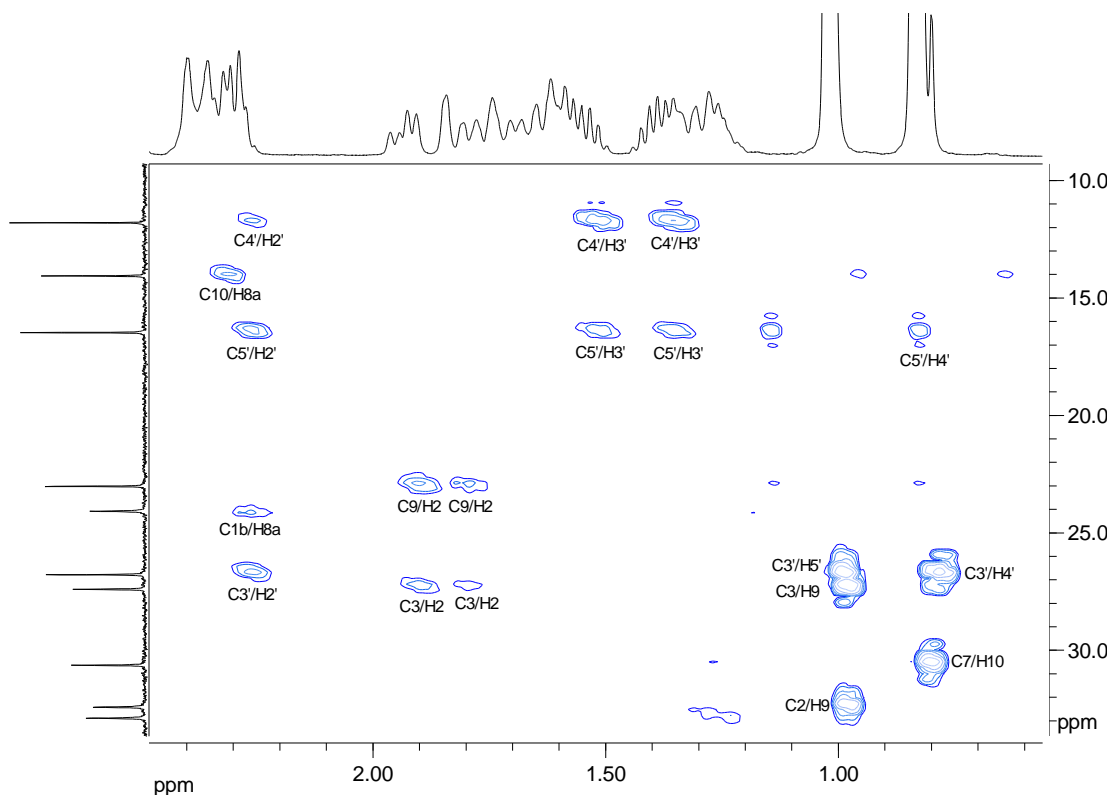 10.0
C4'/H2'
C4'/H3'
C4'/H3'
C10/H8a
15.0
C5'/H2'
C5'/H3'
C5'/H3'
C5'/H4'
20.0
C9/H2
C9/H2
C1b/H8a
25.0
C3'/H2'
C3/H2
C3/H2
C3'/H5'
C3/H9
C3'/H4'
30.0
C7/H10
C2/H9
ppm
ppm
2.00
1.50
1.00